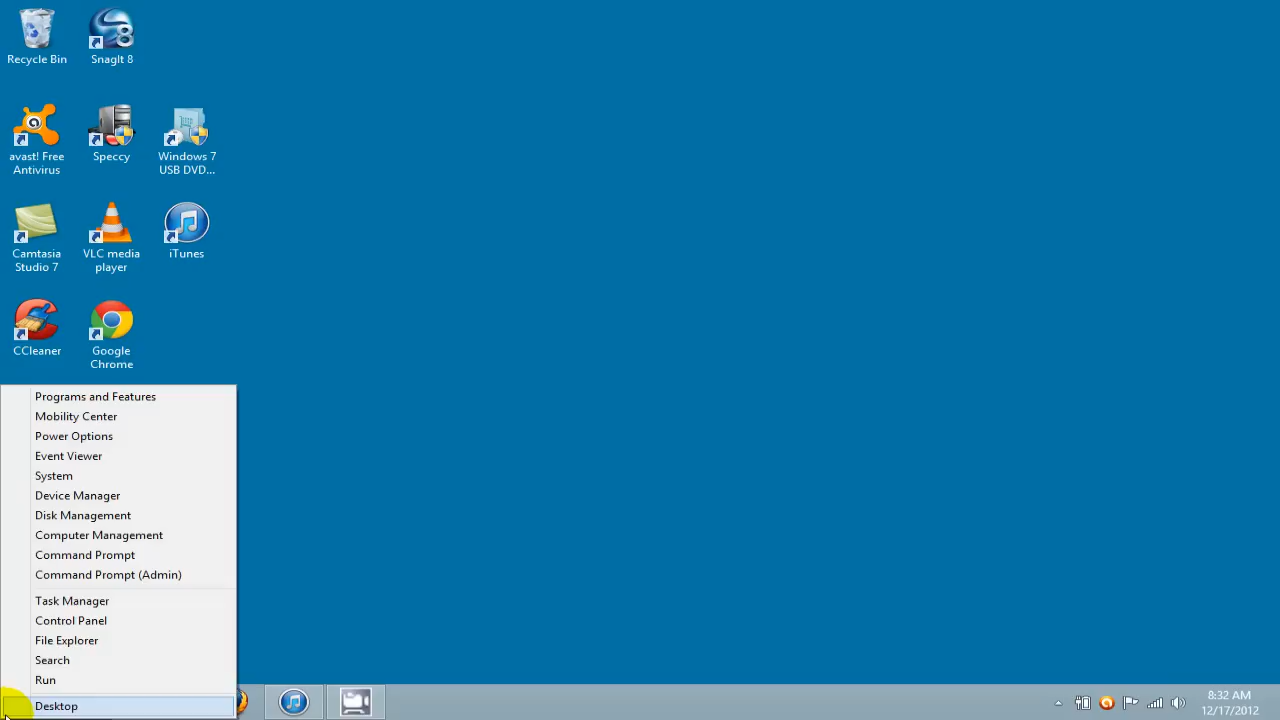 Recycle Bin
SnagIt 8
avast! Free
Antivirus
Speccy
Windows 7
USB DVD...
Camtasia
Studio 7
VLC media
player
iTunes
CCleaner
Google
Chrome
Programs and Features
Mobility Center
Power Options
Event Viewer
System
Device Manager
Disk Management
Computer Management
Command Prompt
Command Prompt (Admin)
Task Manager
Control Panel
File Explorer
Search
Run
Desktop
8:32 AM
12/17/2012